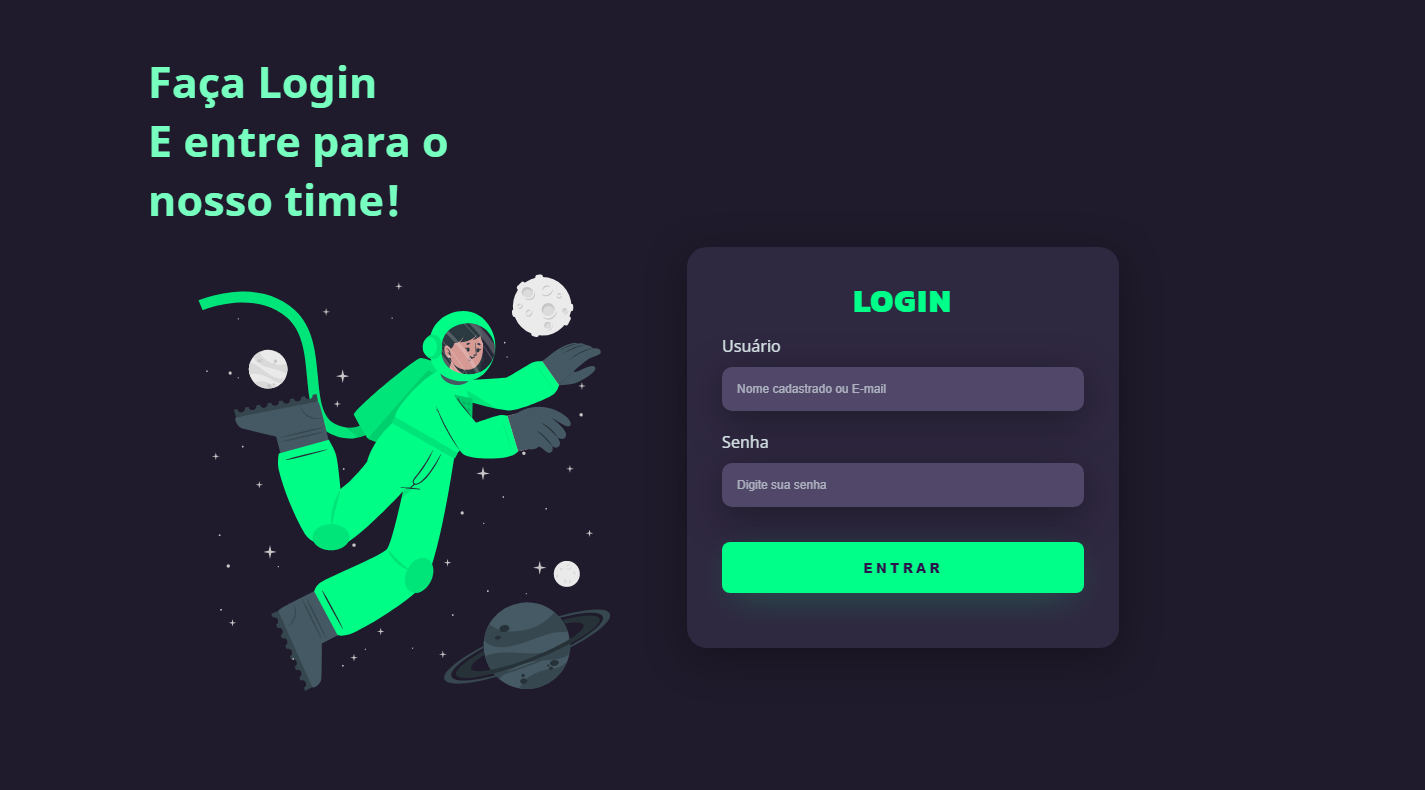 Faça Login
E entre para o
nosso time!
LOGIN
Usuário
Nome cadastrado ou E-mail
Senha
Digite sua senha
ENTRAR